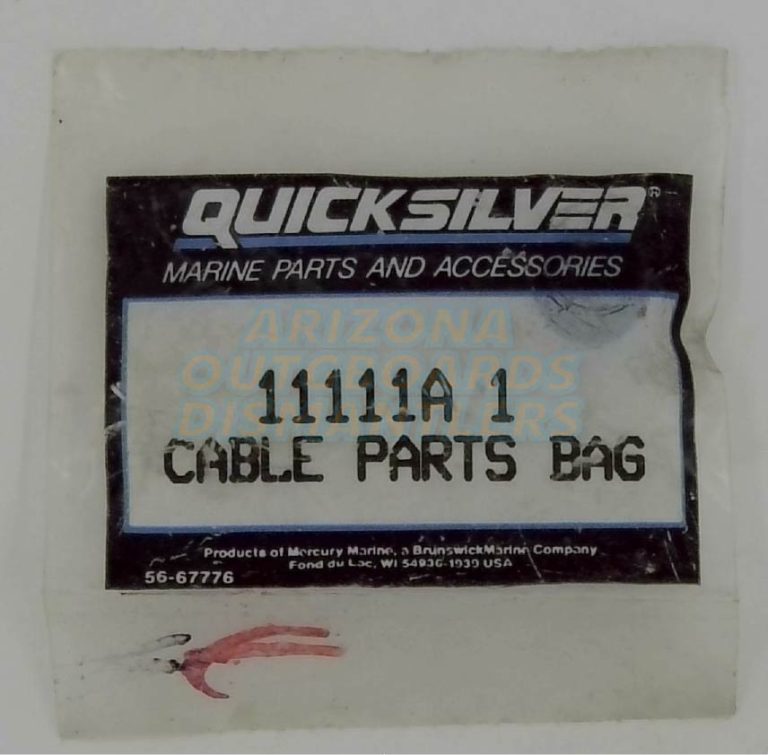 QUICKSILVER®
MARINE PARTS AND ACCESSORIES
ARIZONA
OUTBOARDS
DISMANTLERS
11111A 1
CABLE PARTS BAG
Products of Mercury Marine, a Brunswick Marine Company
Fond du Lac, WI 54936-1939 USA
56-67776